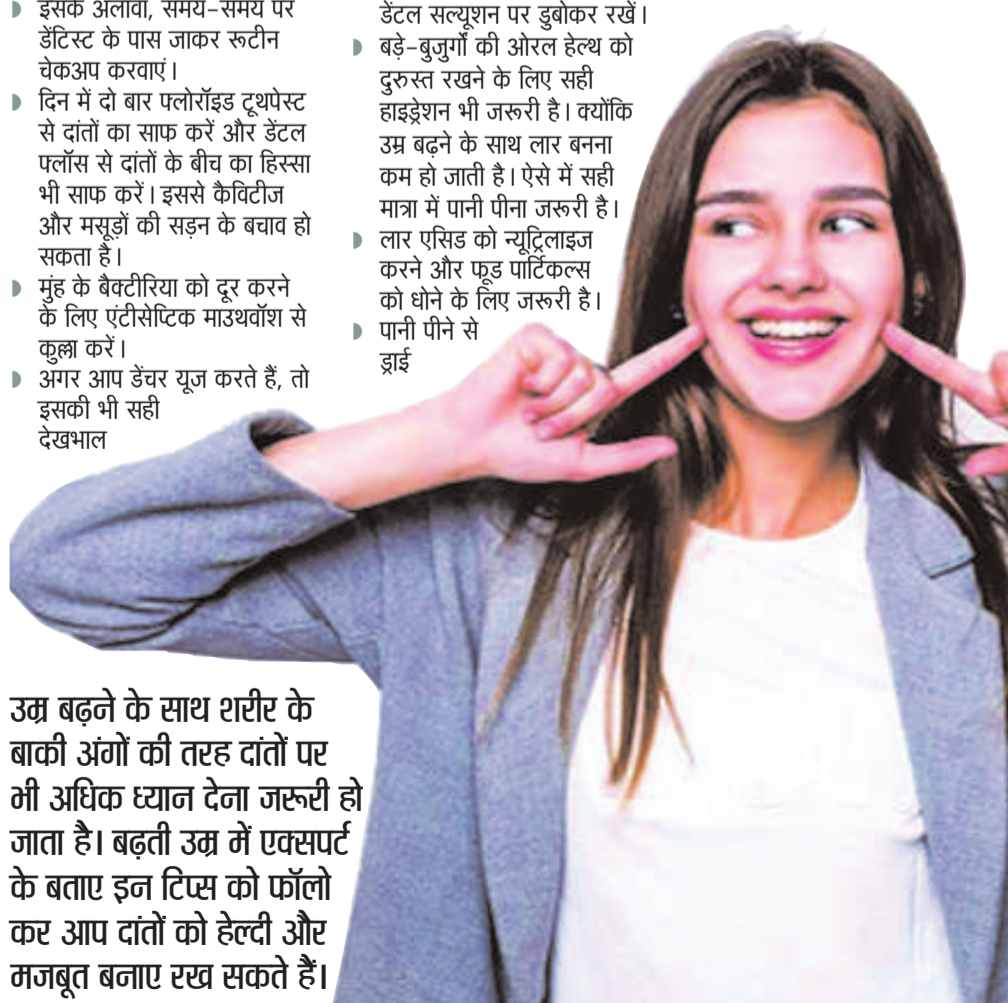 इसके अलावा, समय-समय पर
डेंटिस्ट के पास जाकर रूटीन
चेकअप करवाएं।
दिन में दो बार फ्लोरॉइड टूथपेस्ट
से दांतों का साफ करें और डेंटल
फ्लॉस से दांतों के बीच का हिस्सा
भी साफ करें। इससे कैविटीज
और मसूड़ों की सड़न के बचाव हो
सकता है।
मुंह के बैक्टीरिया को दूर करने
के लिए एंटीसेप्टिक माउथवॉश से
कुल्ला करें।
अगर आप डेंचर यूज करते हैं, तो
इसकी भी सही
देखभाल
डेंटल सल्यूशन पर डुबोकर रखें।
बड़े-बुजुर्गों की ओरल हेल्थ को
दुरुस्त रखने के लिए सही
हाइड्रेशन भी जरूरी है। क्योंकि
उम्र बढ़ने के साथ लार बनना
कम हो जाती है। ऐसे में सही
मात्रा में पानी पीना जरूरी है।
लार एसिड को न्यूट्रिलाइज
करने और फूड पार्टिकल्स
को धोने के लिए जरूरी है।
पानी पीने से
ड्राई
उम्र बढ़ने के साथ शरीर के
बाकी अंगों की तरह दांतों पर
भी अधिक ध्यान देना जरूरी हो
जाता है। बढ़ती उम्र में एक्सपर्ट
के बताए इन टिप्स को फॉलो
कर आप दांतों को हेल्दी और
मजबूत बनाए रख सकते हैं।